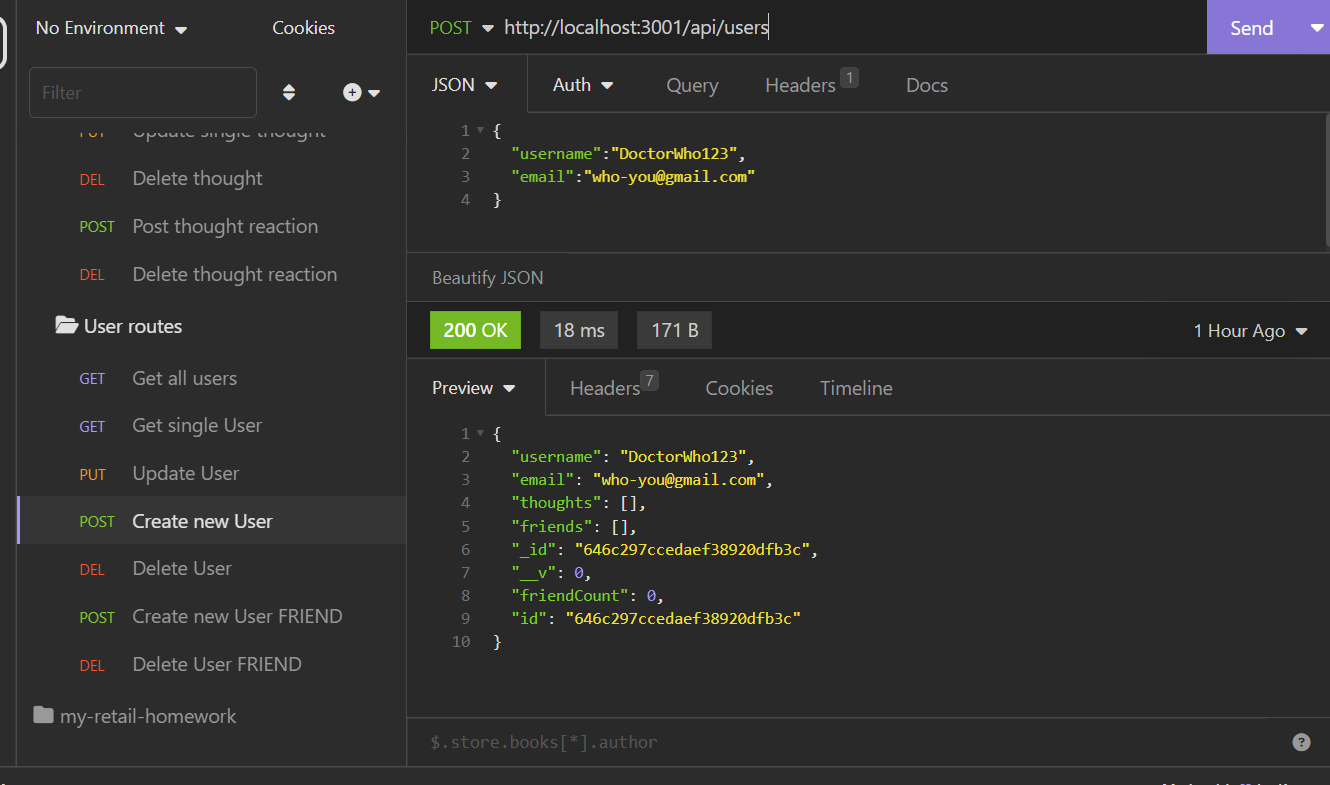 No Environment
Cookies
Filter
PUT Update single thought
DEL Delete thought
POST Post thought reaction
DEL Delete thought reaction
User routes
GET Get all users
GET Get single User
PUT Update User
POST Create new User
DEL Delete User
POST Create new User FRIEND
DEL Delete User FRIEND
my-retail-homework
POST http://localhost:3001/api/users
Send
JSON Auth Query Headers 1 Docs
1 {
2 "username":"DoctorWho123",
3 "email":"who-you@gmail.com"
4 }
Beautify JSON
200 OK 18 ms 171 B 1 Hour Ago
Preview Headers 7 Cookies Timeline
1 {
2 "username": "DoctorWho123",
3 "email": "who-you@gmail.com",
4 "thoughts": [],
5 "friends": [],
6 "_id": "646c297ccedaef38920dfb3c",
7 "__v": 0,
8 "friendCount": 0,
9 "id": "646c297ccedaef38920dfb3c"
10 }
$.store.books[*].author
?